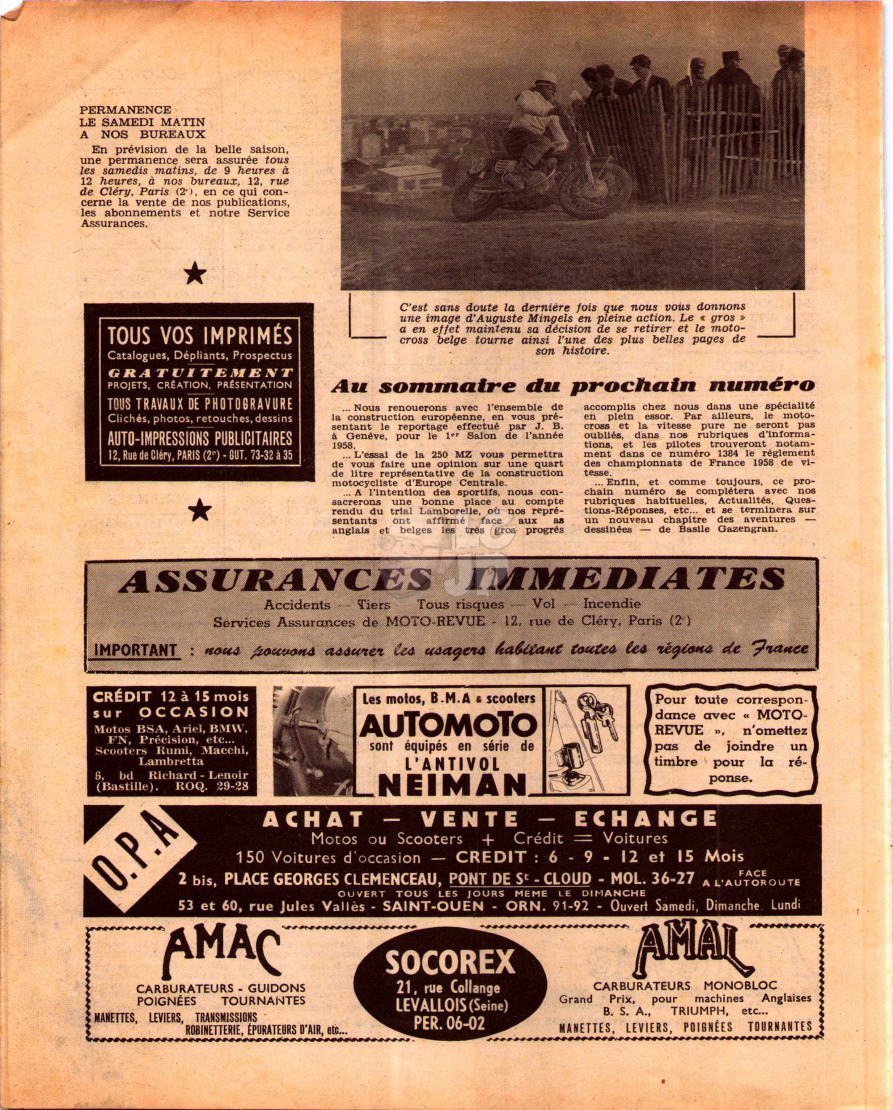 PERMANENCE
LE SAMEDI MATIN
A NOS BUREAUX
En prévision de la belle saison,
une permanence sera assurée tous
les samedis matins, de 9 heures à
12 heures, à nos bureaux, 12, rue
de Cléry, Paris (2e), en ce qui con-
cerne la vente de nos publications,
les abonnements et notre Service
Assurances.
C'est sans doute la dernière fois que nous vous donnons
une image d'Auguste Mingels en pleine action. Le « gros »
a en effet maintenu sa décision de se retirer et le moto-
cross belge tourne ainsi l'une des plus belles pages de
son histoire.
TOUS VOS IMPRIMÉS
Catalogues, Dépliants, Prospectus
GRATUITEMENT
PROJETS, CRÉATION, PRÉSENTATION
TOUS TRAVAUX DE PHOTOGRAVURE
Clichés, photos, retouches, dessins
AUTO-IMPRESSIONS PUBLICITAIRES
12, Rue de Cléry, PARIS (2e) - GUT. 73-32 à 35
Au sommaire du prochain numéro
... Nous renouerons avec l'ensemble de
la construction européenne, en vous pré-
sentant le reportage effectué par J. B.
à Genève, pour le 1er Salon de l'année
1958.
...L'essai de la 250 MZ vous permettra
de vous faire une opinion sur une quart
de litre représentative de la construction
motocycliste d'Europe Centrale.
... A l'intention des sportifs, nous con-
sacrerons une bonne place au compte
rendu du trial Lamborelle, où nos repré-
sentants ont affirmé face aux as
anglais et belges les très gros progrès
accomplis chez nous dans une spécialité
en plein essor. Par ailleurs, le moto-
cross et la vitesse pure ne seront pas
oubliés, dans nos rubriques d'informa-
tions, et les pilotes trouveront notam-
ment dans ce numéro 1384 le règlement
des championnats de France 1958 de vi-
tesse.
... Enfin, et comme toujours, ce pro-
chain numéro se complétera avec nos
rubriques habituelles, Actualités, Ques-
tions-Réponses, etc... et se terminera sur
un nouveau chapitre des aventures —
dessinées — de Basile Gazengran.
ASSURANCES IMMEDIATES
Accidents — Tiers Tous risques — Vol — Incendie
Services Assurances de MOTO-REVUE - 12, rue de Cléry, Paris (2e)
IMPORTANT : nous pouvons assurer les usagers habitant toutes les régions de France
CRÉDIT 12 à 15 mois
sur OCCASION
Motos BSA, Ariel, BMW,
FN, Précision, etc...
Scooters Rumi, Macchi,
Lambretta
8, bd Richard-Lenoir
(Bastille). ROQ. 29-28
Les motos, B.M.A & scooters
AUTOMOTO
sont équipés en série de
L'ANTIVOL
NEIMAN
Pour toute correspon-
dance avec « MOTO-
REVUE », n'omettez
pas de joindre un
timbre pour la ré-
ponse.
O.P.A
ACHAT — VENTE — ECHANGE
Motos ou Scooters + Crédit = Voitures
150 Voitures d'occasion — CREDIT : 6 - 9 - 12 et 15 Mois
2 bis, PLACE GEORGES CLEMENCEAU, PONT DE St - CLOUD - MOL. 36-27 FACE A L'AUTOROUTE
OUVERT TOUS LES JOURS MEME LE DIMANCHE
53 et 60, rue Jules Vallès - SAINT-OUEN - ORN. 91-92 - Ouvert Samedi, Dimanche. Lundi
AMAC
CARBURATEURS - GUIDONS
POIGNÉES TOURNANTES
MANETTES, LEVIERS, TRANSMISSIONS
ROBINETTERIE, ÉPURATEURS D'AIR, etc...
SOCOREX
21, rue Collange
LEVALLOIS (Seine)
PER. 06-02
AMAL
CARBURATEURS MONOBLOC
Grand Prix, pour machines Anglaises
B. S. A., TRIUMPH, etc...
MANETTES, LEVIERS, POIGNÉES TOURNANTES